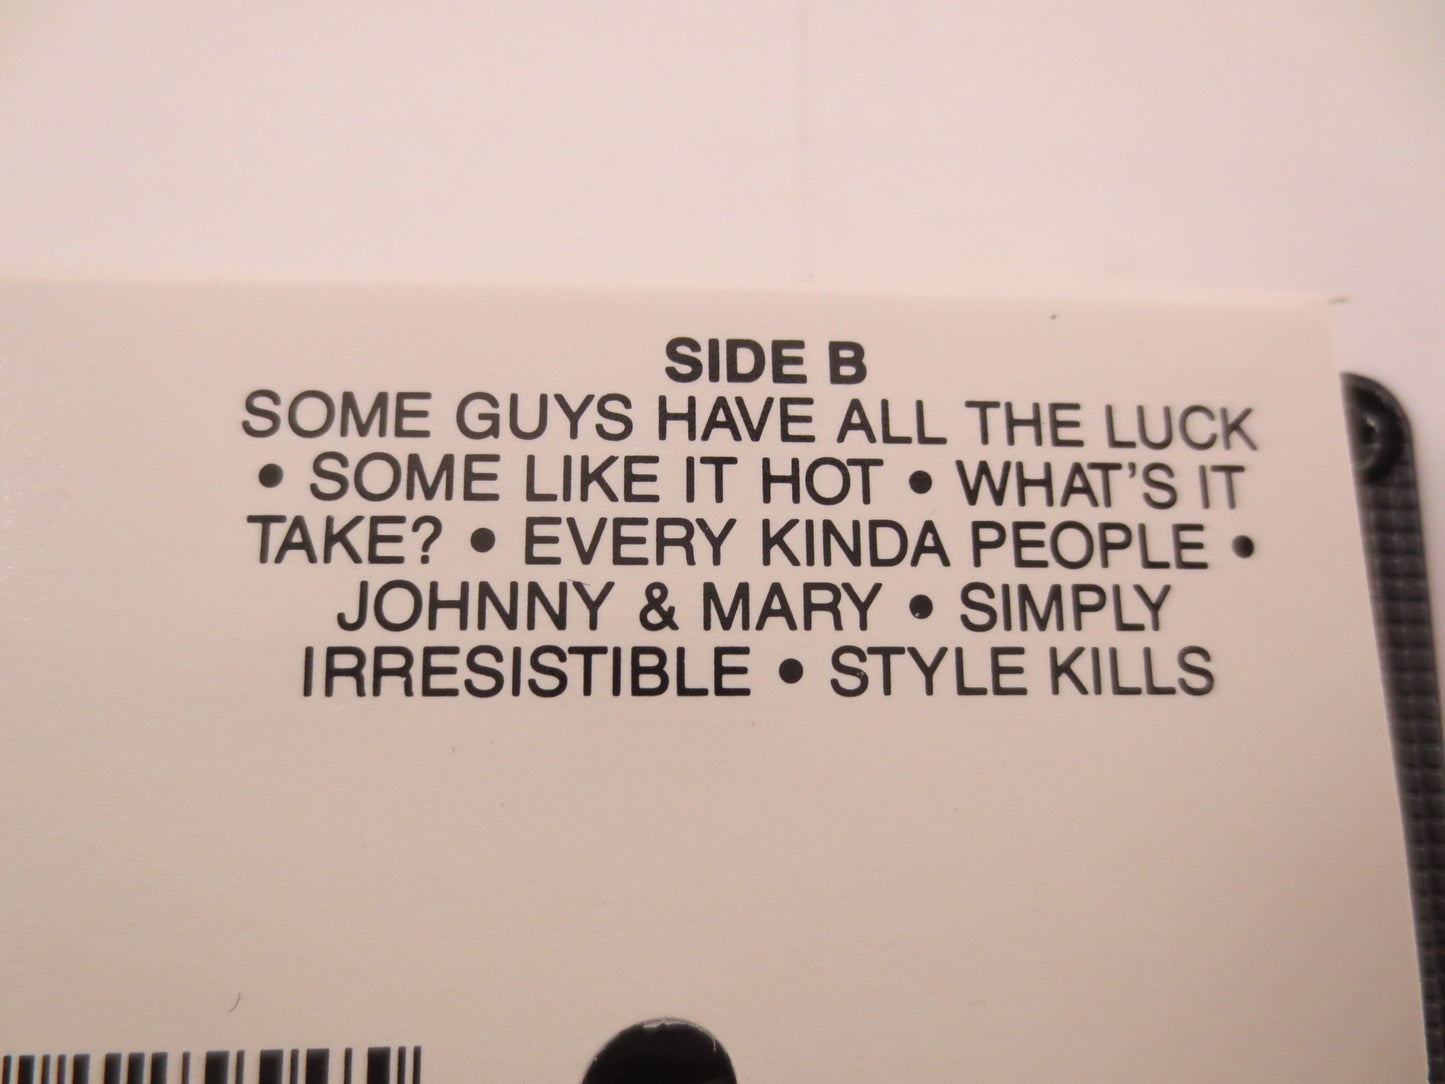 SIDE B
SOME GUYS HAVE ALL THE LUCK
• SOME LIKE IT HOT • WHAT'S IT
TAKE? • EVERY KINDA PEOPLE •
JOHNNY & MARY • SIMPLY
IRRESISTIBLE • STYLE KILLS